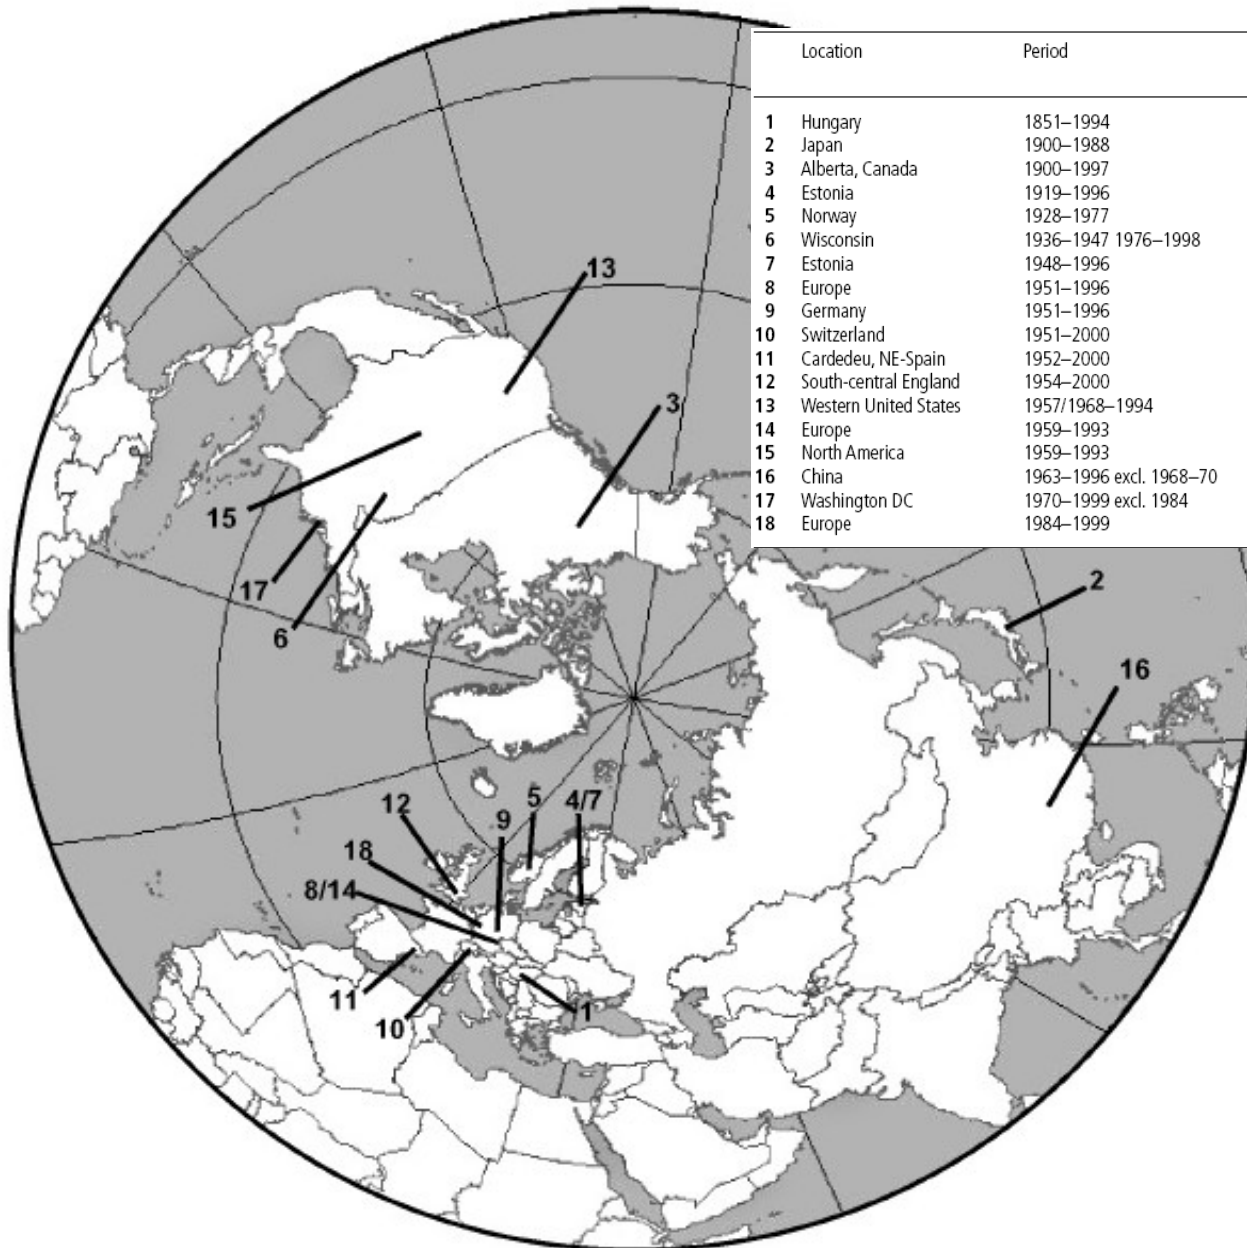 Location Period
1 Hungary 1851–1994
2 Japan 1900–1988
3 Alberta, Canada 1900–1997
4 Estonia 1919–1996
5 Norway 1928–1977
6 Wisconsin 1936–1947 1976–1998
7 Estonia 1948–1996
8 Europe 1951–1996
9 Germany 1951–1996
10 Switzerland 1951–2000
11 Cardedeu, NE-Spain 1952–2000
12 South-central England 1954–2000
13 Western United States 1957/1968–1994
14 Europe 1959–1993
15 North America 1959–1993
16 China 1963–1996 excl. 1968–70
17 Washington DC 1970–1999 excl. 1984
18 Europe 1984–1999
13
3
15
17
6
2
16
12
5
4/7
9
18
8/14
11
10
1